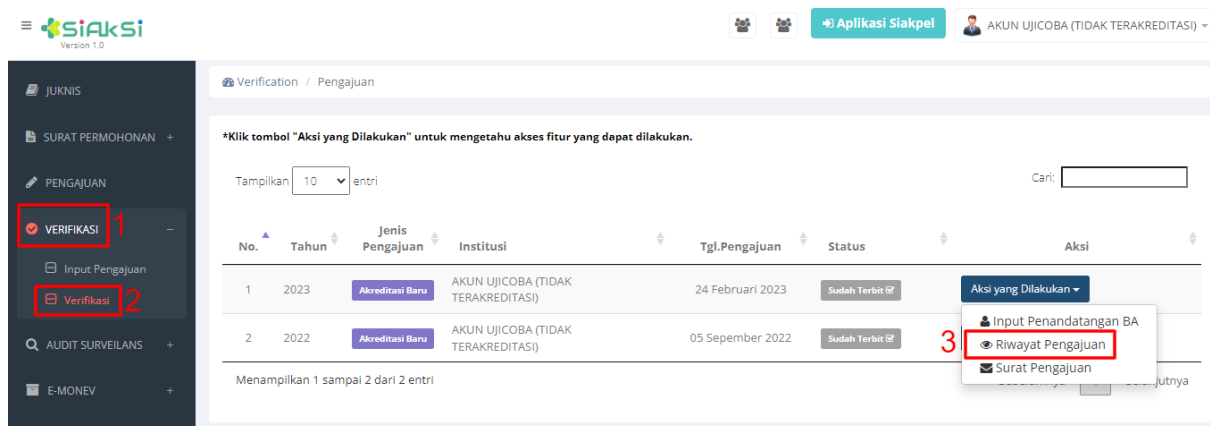 SiAkSi
Version 1.0
Aplikasi Siakpel
AKUN UJICOBA (TIDAK TERAKREDITASI)
JUKNIS
SURAT PERMOHONAN +
PENGAJUAN
VERIFIKASI −
1
Input Pengajuan
Verifikasi
2
AUDIT SURVEILANS +
E-MONEV +
Verification / Pengajuan
*Klik tombol "Aksi yang Dilakukan" untuk mengetahu akses fitur yang dapat dilakukan.
Tampilkan 10 entri
Cari:
No. Tahun Jenis Pengajuan Institusi Tgl.Pengajuan Status Aksi
1 2023 Akreditasi Baru AKUN UJICOBA (TIDAK TERAKREDITASI) 24 Februari 2023 Sudah Terbit Aksi yang Dilakukan
2 2022 Akreditasi Baru AKUN UJICOBA (TIDAK TERAKREDITASI) 05 Sepember 2022 Sudah Terbit
Input Penandatangan BA
3 Riwayat Pengajuan
Surat Pengajuan
Menampilkan 1 sampai 2 dari 2 entri